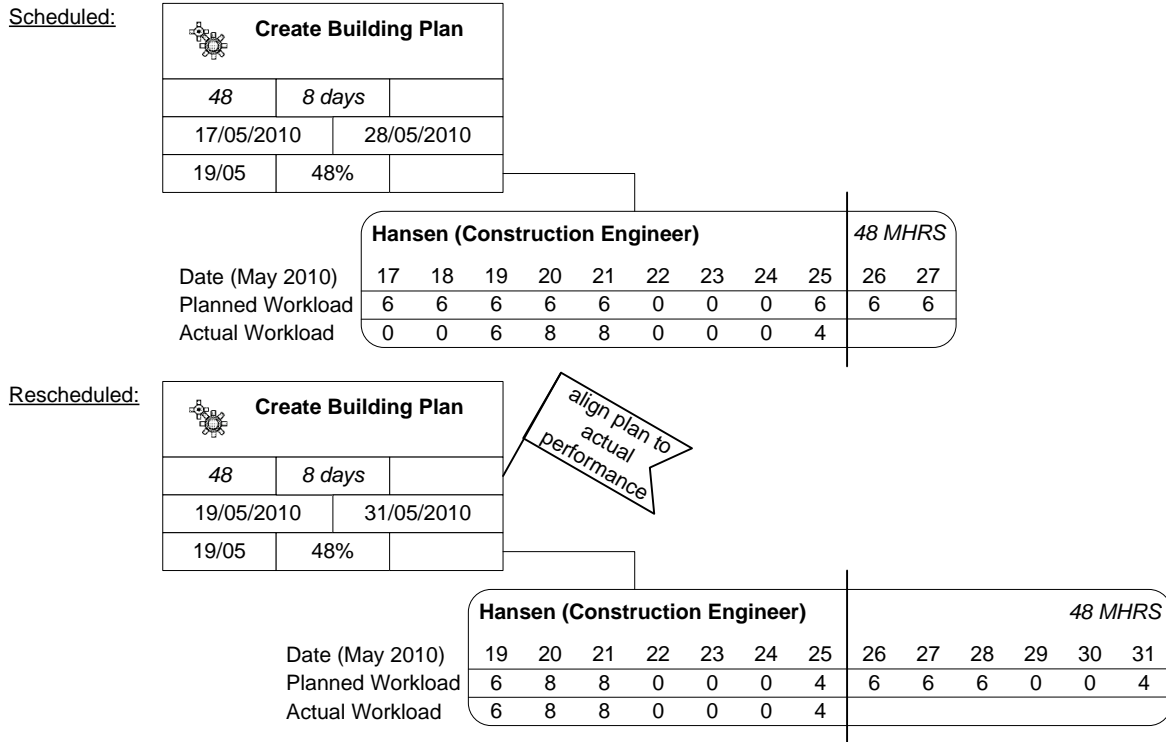 Scheduled:
Create Building Plan
48 8 days
17/05/2010 28/05/2010
19/05 48%
Hansen (Construction Engineer) 48 MHRS
Date (May 2010) 17 18 19 20 21 22 23 24 25 26 27
Planned Workload 6 6 6 6 6 0 0 0 6 6 6
Actual Workload 0 0 6 8 8 0 0 0 4
Rescheduled:
Create Building Plan
align plan to
actual
performance
48 8 days
19/05/2010 31/05/2010
19/05 48%
Hansen (Construction Engineer) 48 MHRS
Date (May 2010) 19 20 21 22 23 24 25 26 27 28 29 30 31
Planned Workload 6 8 8 0 0 0 4 6 6 6 0 0 4
Actual Workload 6 8 8 0 0 0 4